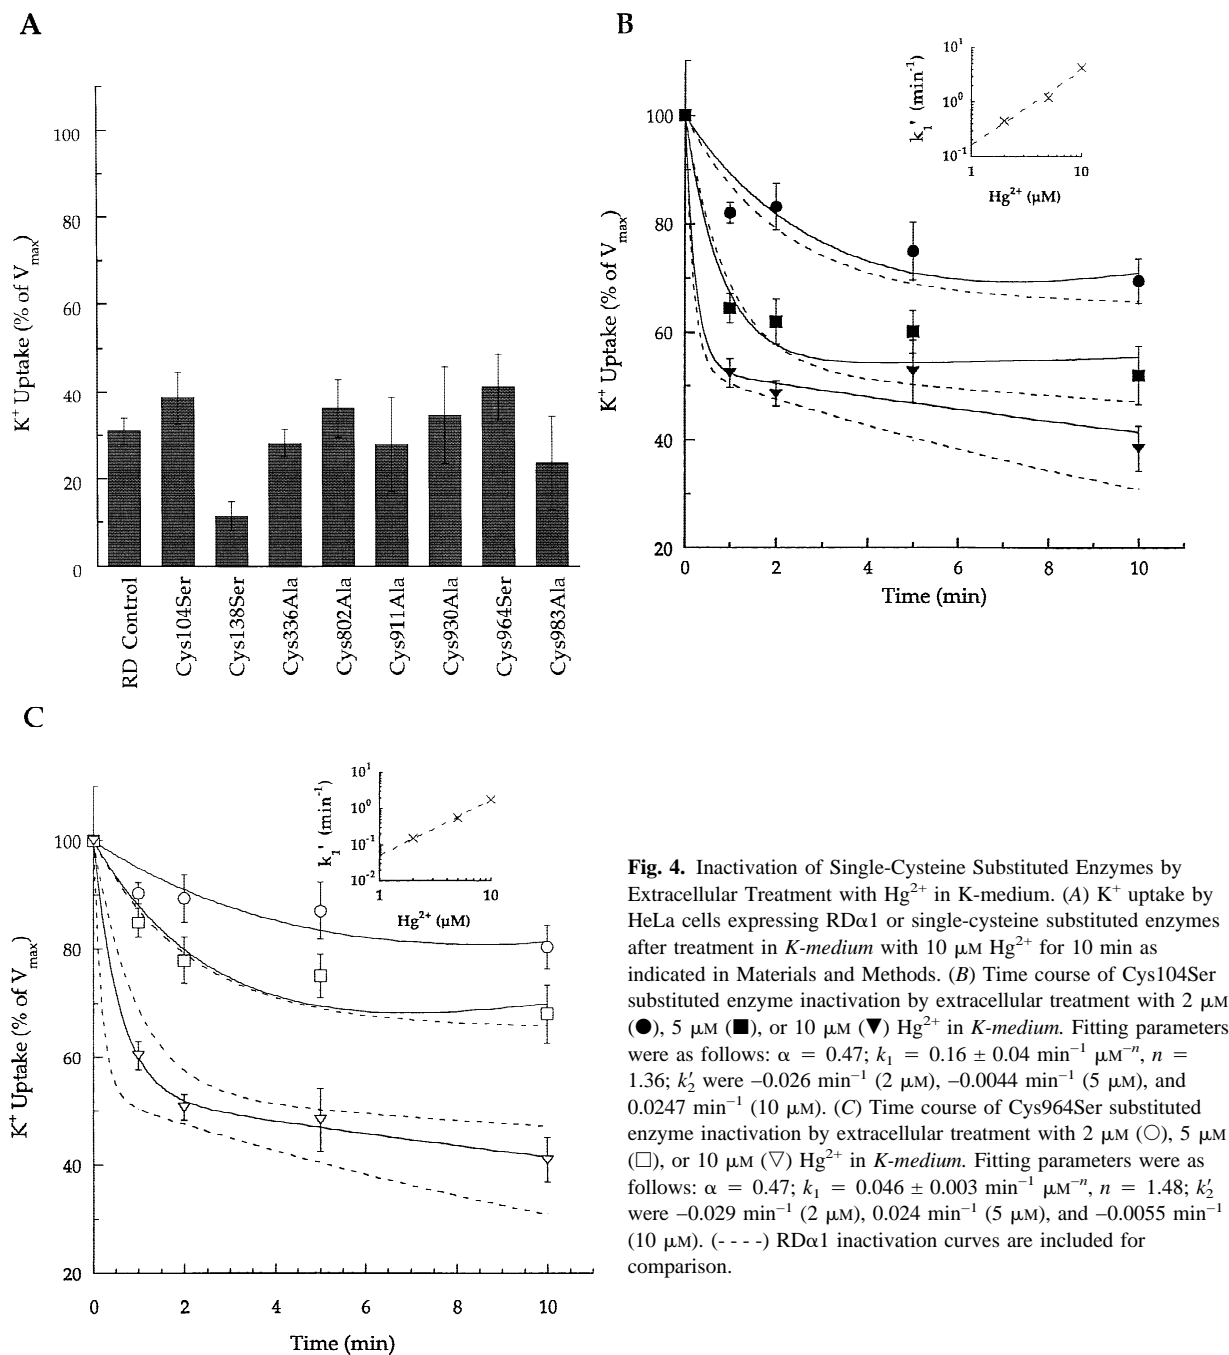 A
K⁺ Uptake (% of Vmax)
100
80
60
40
20
0
RD Control
Cys104Ser
Cys138Ser
Cys336Ala
Cys802Ala
Cys911Ala
Cys930Ala
Cys964Ser
Cys983Ala
B
K⁺ Uptake (% of Vmax)
100
80
60
40
20
0 2 4 6 8 10
Time (min)
k₁' (min⁻¹)
10¹
10⁰
10⁻¹
1 10
Hg²⁺ (µM)
C
K⁺ Uptake (% of Vmax)
100
80
60
40
20
0 2 4 6 8 10
Time (min)
k₁' (min⁻¹)
10¹
10⁰
10⁻¹
10⁻²
1 10
Hg²⁺ (µM)
Fig. 4. Inactivation of Single-Cysteine Substituted Enzymes by
Extracellular Treatment with Hg²⁺ in K-medium. (A) K⁺ uptake by
HeLa cells expressing RDα1 or single-cysteine substituted enzymes
after treatment in K-medium with 10 µM Hg²⁺ for 10 min as
indicated in Materials and Methods. (B) Time course of Cys104Ser
substituted enzyme inactivation by extracellular treatment with 2 µM
(●), 5 µM (■), or 10 µM (▼) Hg²⁺ in K-medium. Fitting parameters
were as follows: α = 0.47; k₁ = 0.16 ± 0.04 min⁻¹ µM⁻ⁿ, n =
1.36; k₂′ were –0.026 min⁻¹ (2 µM), –0.0044 min⁻¹ (5 µM), and
0.0247 min⁻¹ (10 µM). (C) Time course of Cys964Ser substituted
enzyme inactivation by extracellular treatment with 2 µM (○), 5 µM
(□), or 10 µM (▽) Hg²⁺ in K-medium. Fitting parameters were as
follows: α = 0.47; k₁ = 0.046 ± 0.003 min⁻¹ µM⁻ⁿ, n = 1.48; k₂′
were –0.029 min⁻¹ (2 µM), 0.024 min⁻¹ (5 µM), and –0.0055 min⁻¹
(10 µM). (- - - -) RDα1 inactivation curves are included for
comparison.